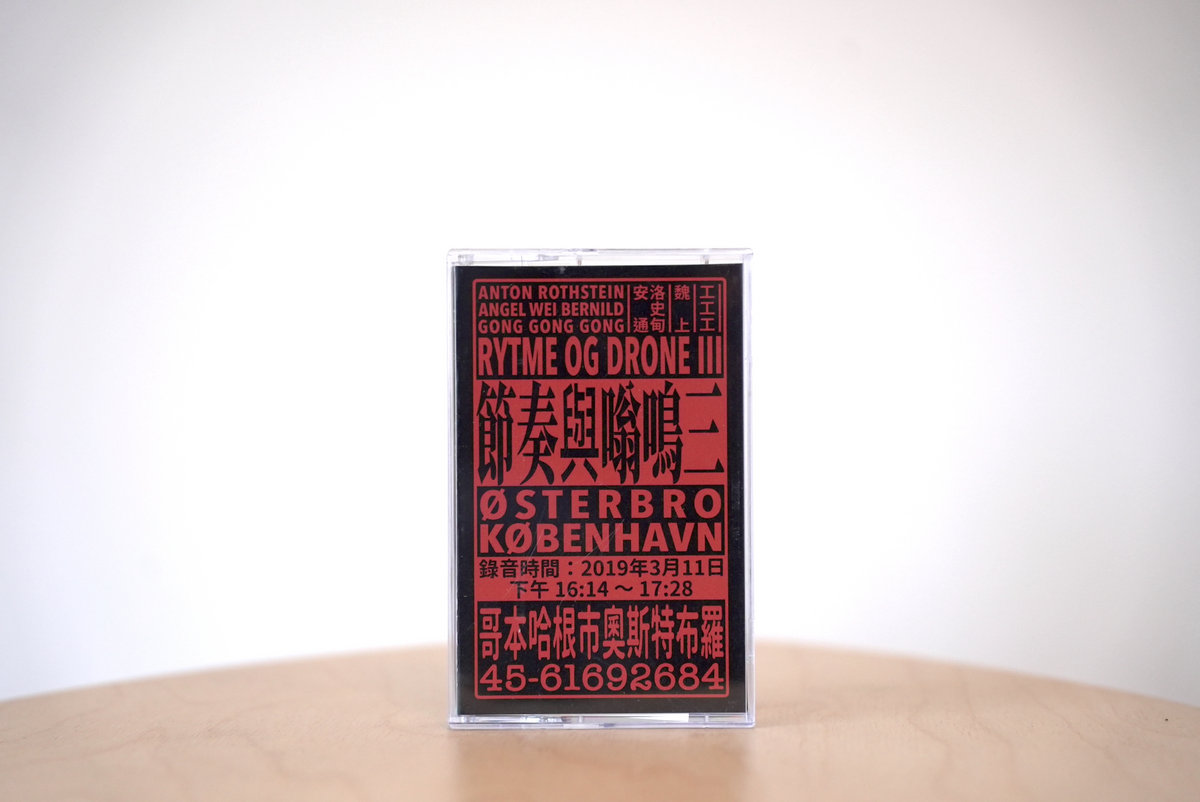 ANTON ROTHSTEIN
ANGEL WEI BERNILD
GONG GONG GONG
安洛史通甸
魏上
工工工
RYTME OG DRONE III
節奏與嗡鳴三
ØSTERBRO
KØBENHAVN
錄音時間：2019年3月11日
下午 16:14 ～ 17:28
哥本哈根市奧斯特布羅
45-61692684